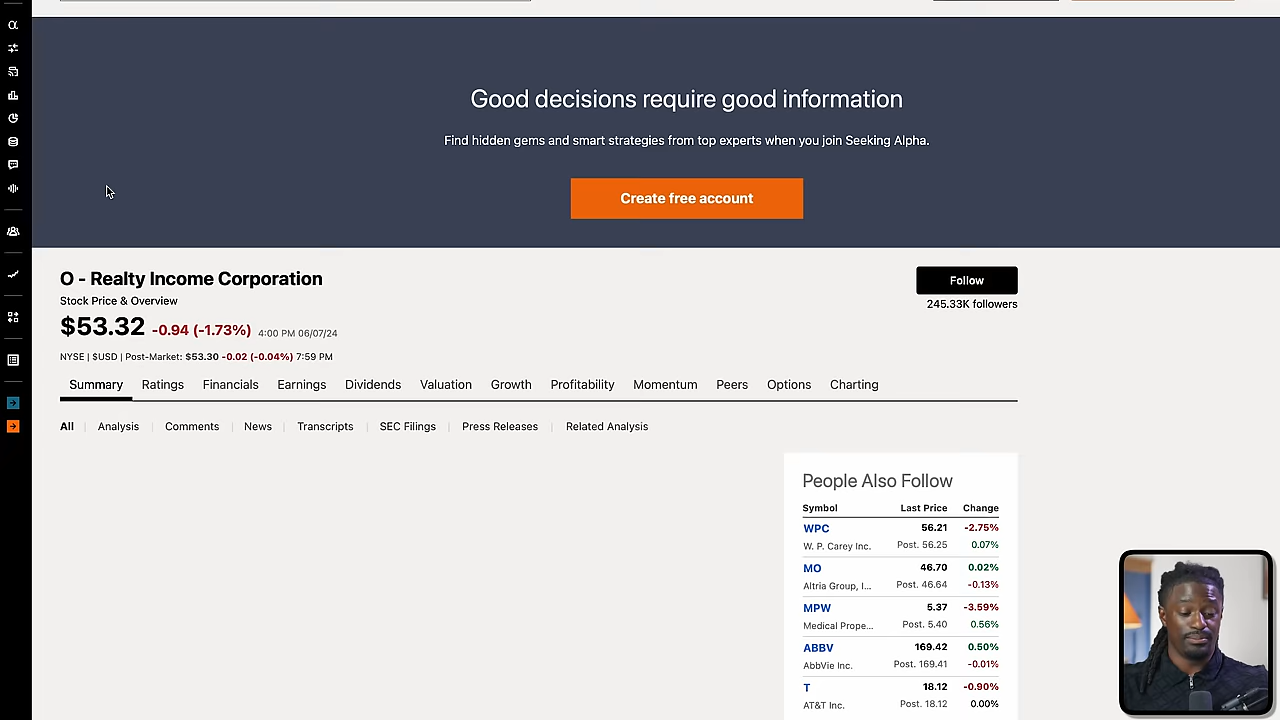 Good decisions require good information
Find hidden gems and smart strategies from top experts when you join Seeking Alpha.
Create free account
O - Realty Income Corporation
Follow
Stock Price & Overview
245.33K followers
$53.32 -0.94 (-1.73%) 4:00 PM 06/07/24
NYSE | $USD | Post-Market: $53.30 -0.02 (-0.04%) 7:59 PM
Summary Ratings Financials Earnings Dividends Valuation Growth Profitability Momentum Peers Options Charting
All Analysis Comments News Transcripts SEC Filings Press Releases Related Analysis
People Also Follow
Symbol Last Price Change
WPC 56.21 -2.75%
W. P. Carey Inc. Post. 56.25 0.07%
MO 46.70 0.02%
Altria Group, I... Post. 46.64 -0.13%
MPW 5.37 -3.59%
Medical Prope... Post. 5.40 0.56%
ABBV 169.42 0.50%
AbbVie Inc. Post. 169.41 -0.01%
T 18.12 -0.90%
AT&T Inc. Post. 18.12 0.00%